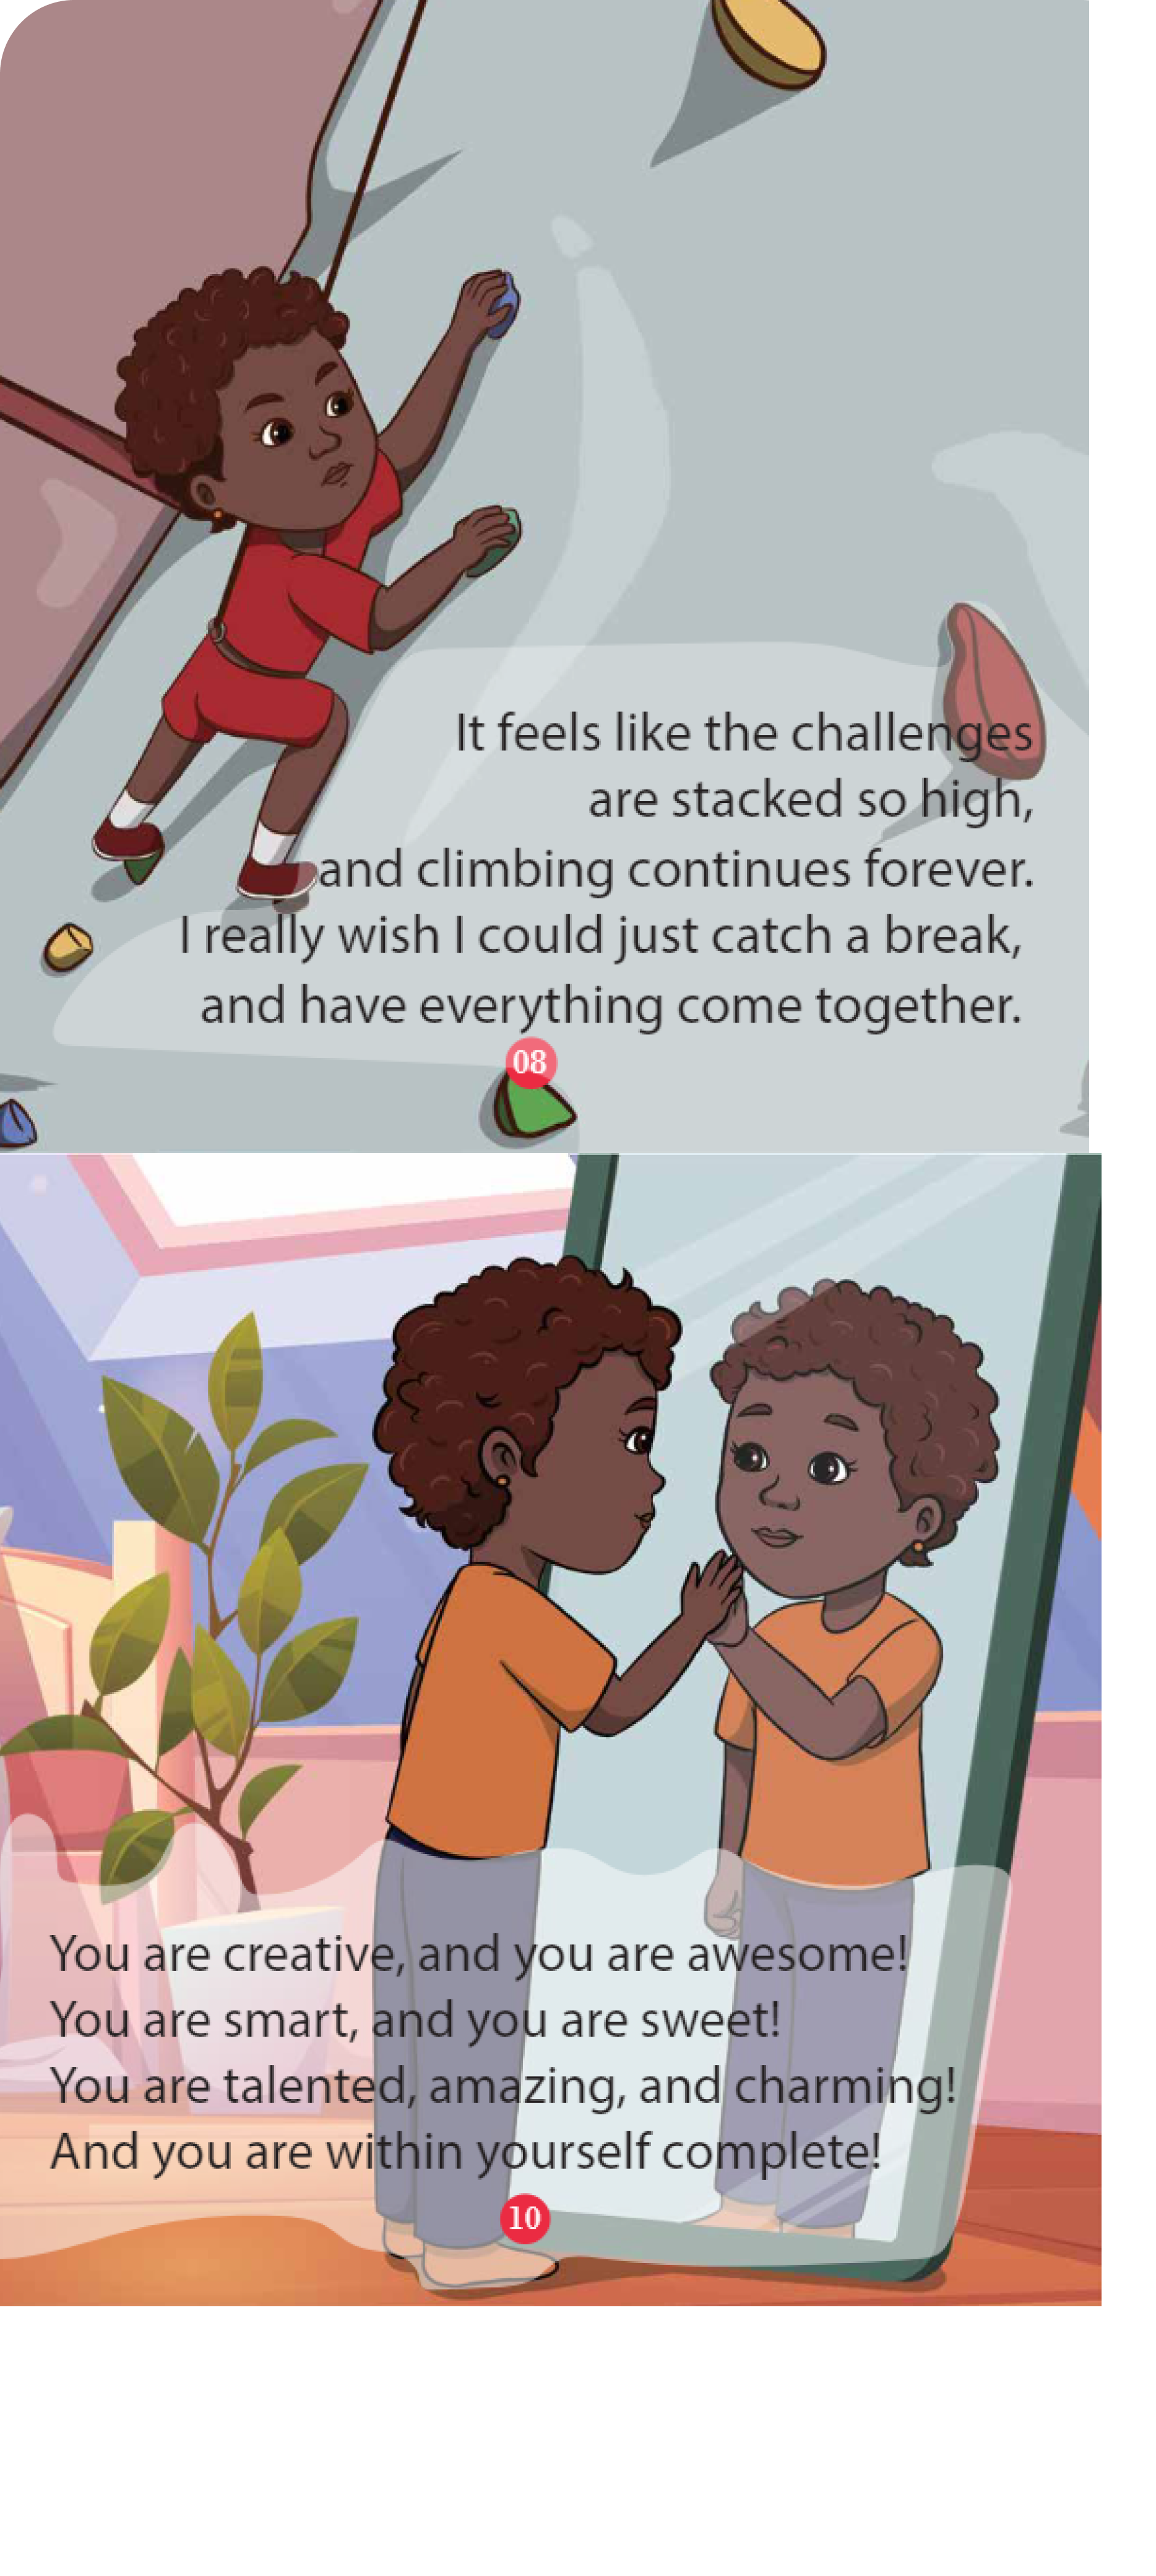 It feels like the challenges
are stacked so high,
and climbing continues forever.
I really wish I could just catch a break,
and have everything come together.
08
You are creative, and you are awesome!
You are smart, and you are sweet!
You are talented, amazing, and charming!
And you are within yourself complete!
10